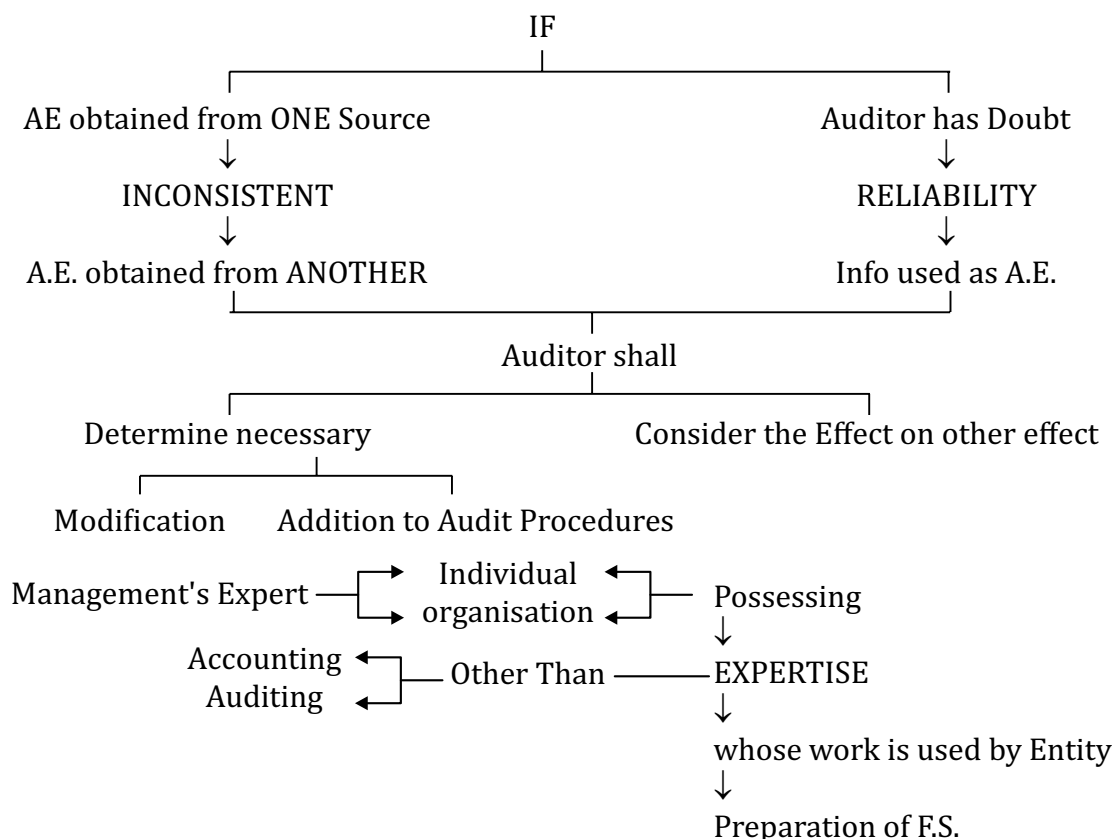 IF
AE obtained from ONE Source
Auditor has Doubt
INCONSISTENT
RELIABILITY
A.E. obtained from ANOTHER
Info used as A.E.
Auditor shall
Determine necessary
Consider the Effect on other effect
Modification
Addition to Audit Procedures
Management's Expert
Individual
organisation
Possessing
Accounting
Auditing
Other Than
EXPERTISE
whose work is used by Entity
Preparation of F.S.